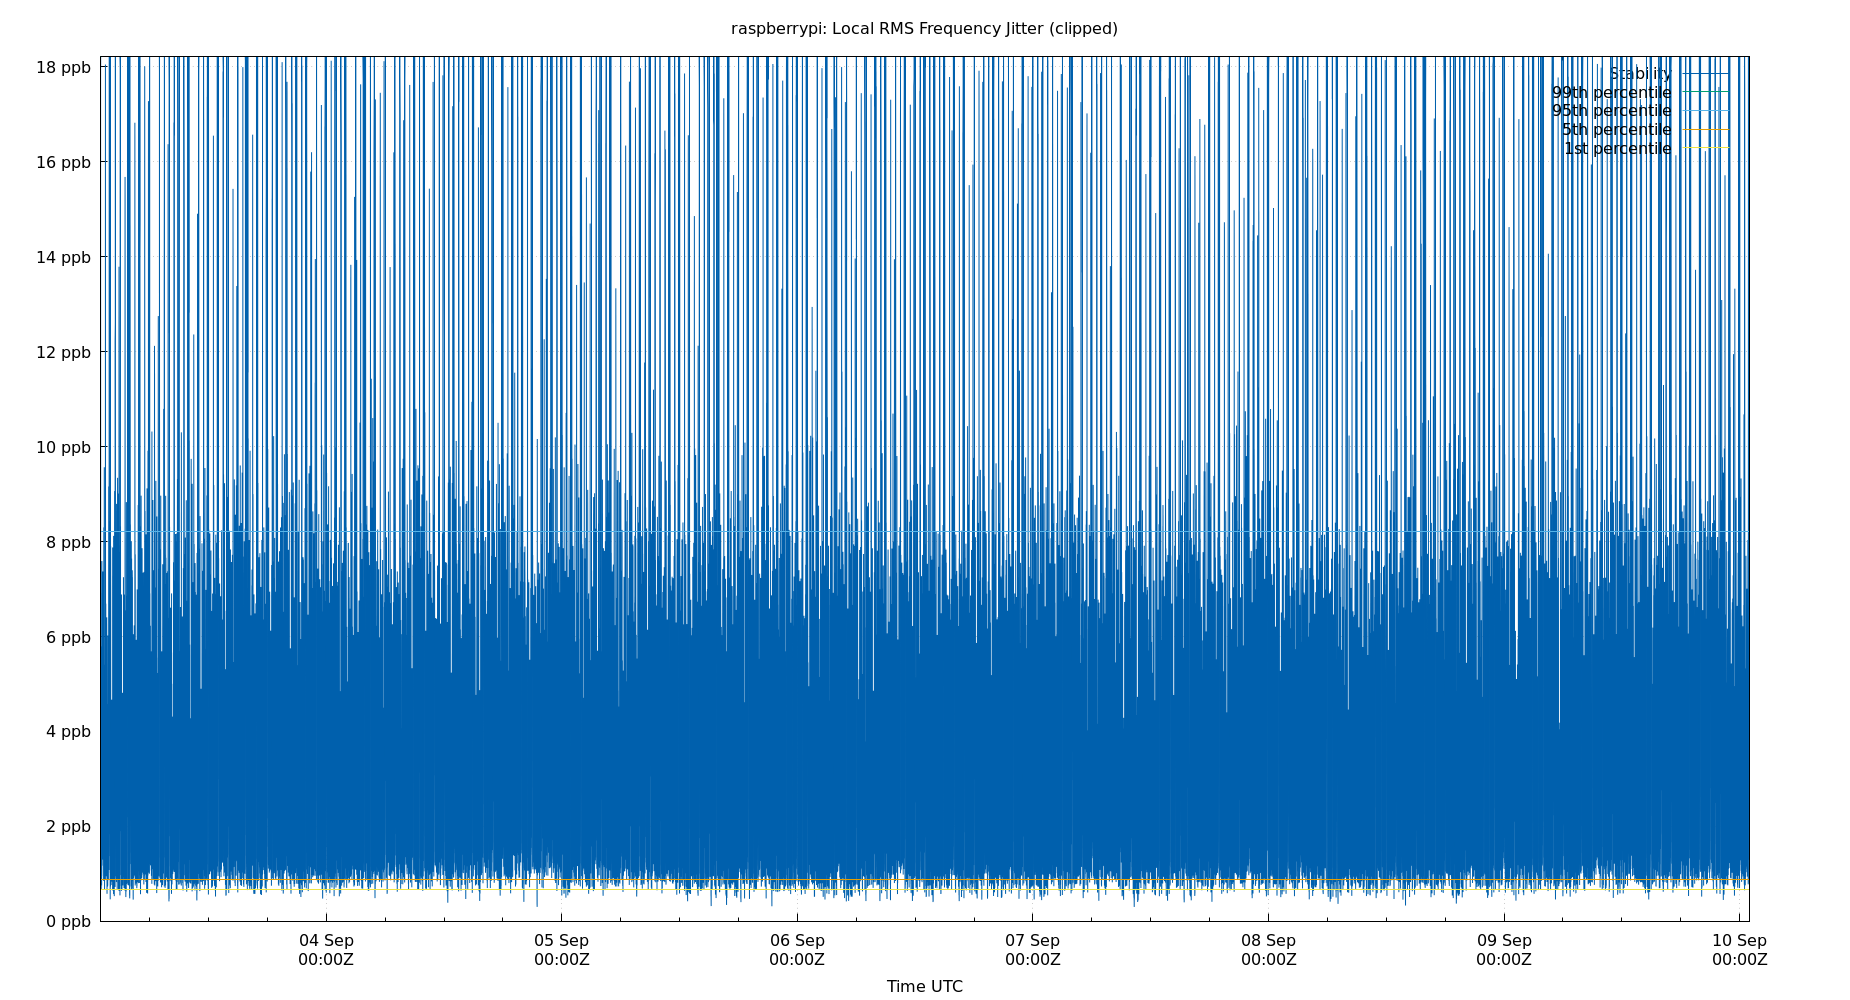 raspberrypi: Local RMS Frequency Jitter (clipped)
18 ppb
16 ppb
14 ppb
12 ppb
10 ppb
8 ppb
6 ppb
4 ppb
2 ppb
0 ppb
Stability
99th percentile
95th percentile
5th percentile
1st percentile
04 Sep 05 Sep 06 Sep 07 Sep 08 Sep 09 Sep 10 Sep
00:00Z 00:00Z 00:00Z 00:00Z 00:00Z 00:00Z 00:00Z
Time UTC